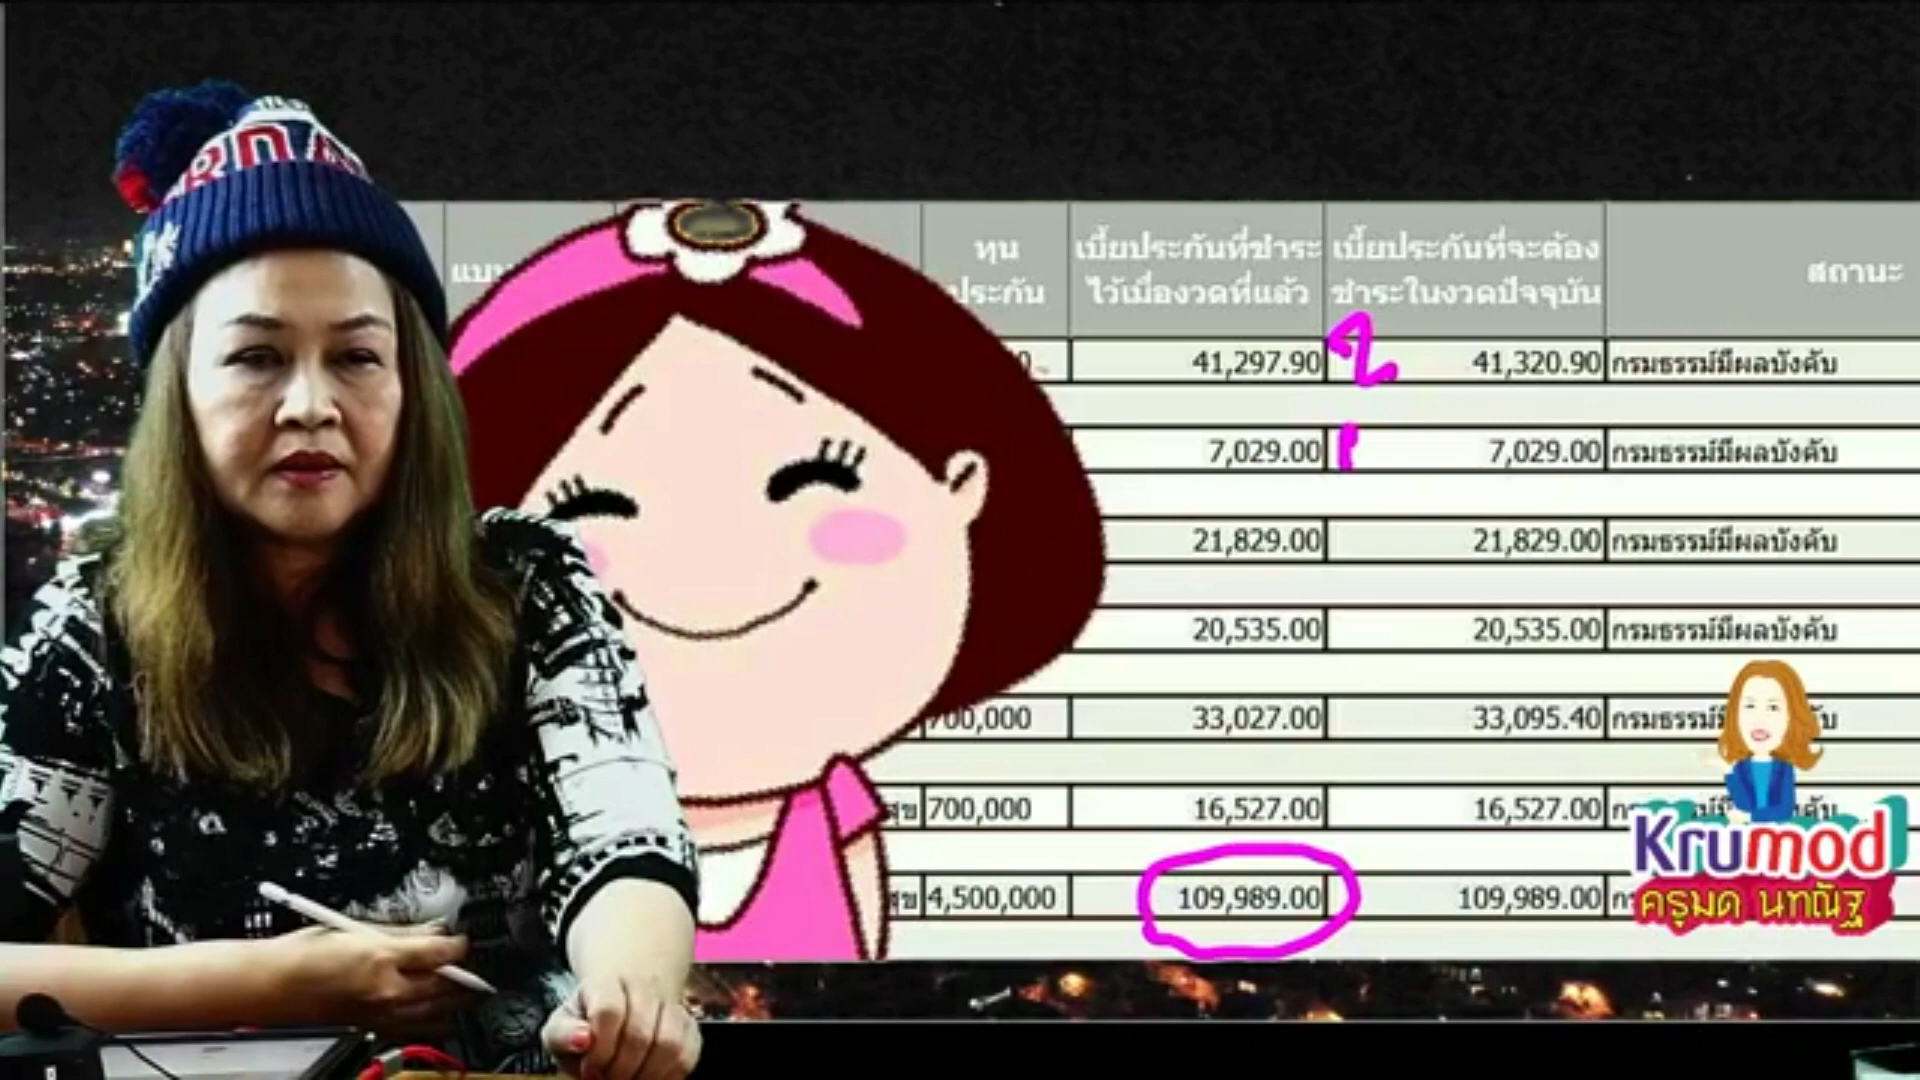 ทุน
ประกัน
เบี้ยประกันที่ชำระ
ไว้เมื่องวดที่แล้ว
เบี้ยประกันที่จะต้อง
ชำระในงวดปัจจุบัน
สถานะ
41,297.90 2 41,320.90 กรมธรรม์มีผลบังคับ
7,029.00 1 7,029.00 กรมธรรม์มีผลบังคับ
21,829.00 21,829.00 กรมธรรม์มีผลบังคับ
20,535.00 20,535.00 กรมธรรม์มีผลบังคับ
700,000 33,027.00 33,095.40
700,000 16,527.00 16,527.00
4,500,000 109,989.00 109,989.00
Krumod
ครูมด นทณัฐ